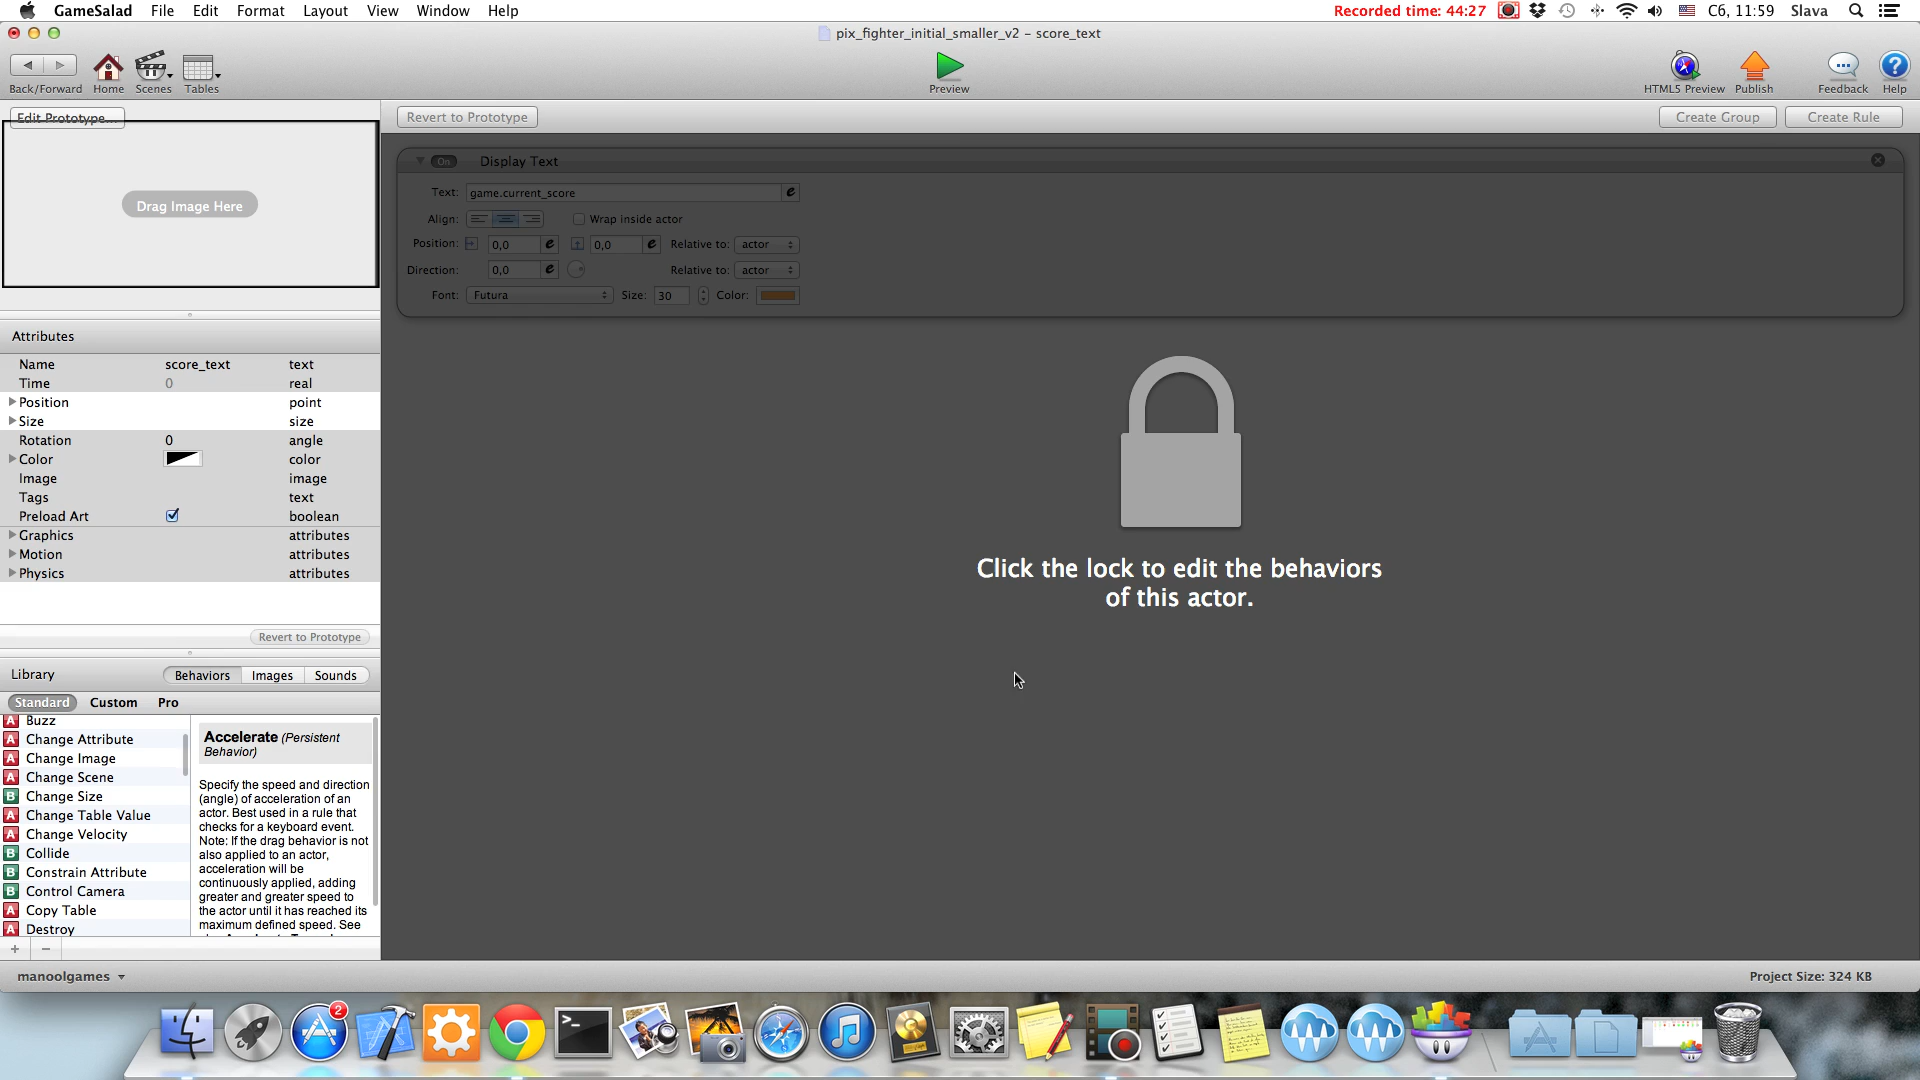 GameSalad File Edit Format Layout View Window Help
Recorded time: 44:27 C6, 11:59 Slava
pix_fighter_initial_smaller_v2 – score_text
Back/Forward Home Scenes Tables Preview HTML5 Preview Publish Feedback Help
Edit Prototype... Revert to Prototype Create Group Create Rule
Drag Image Here
On Display Text
Text: game.current_score e
Align: Wrap inside actor
Position: 0,0 e 0,0 e Relative to: actor
Direction: 0,0 e Relative to: actor
Font: Futura Size: 30 Color:
Click the lock to edit the behaviors
of this actor.
Attributes
Name score_text text
Time 0 real
Position point
Size size
Rotation 0 angle
Color color
Image image
Tags text
Preload Art boolean
Graphics attributes
Motion attributes
Physics attributes
Revert to Prototype
Library Behaviors Images Sounds
Standard Custom Pro
A Buzz
A Change Attribute
A Change Image
A Change Scene
B Change Size
A Change Table Value
A Change Velocity
B Collide
B Constrain Attribute
B Control Camera
A Copy Table
A Destroy
Accelerate (Persistent
Behavior)
Specify the speed and direction
(angle) of acceleration of an
actor. Best used in a rule that
checks for a keyboard event.
Note: If the drag behavior is not
also applied to an actor,
acceleration will be
continuously applied, adding
greater and greater speed to
the actor until it has reached its
maximum defined speed. See
+ −
manoolgames Project Size: 324 KB
2